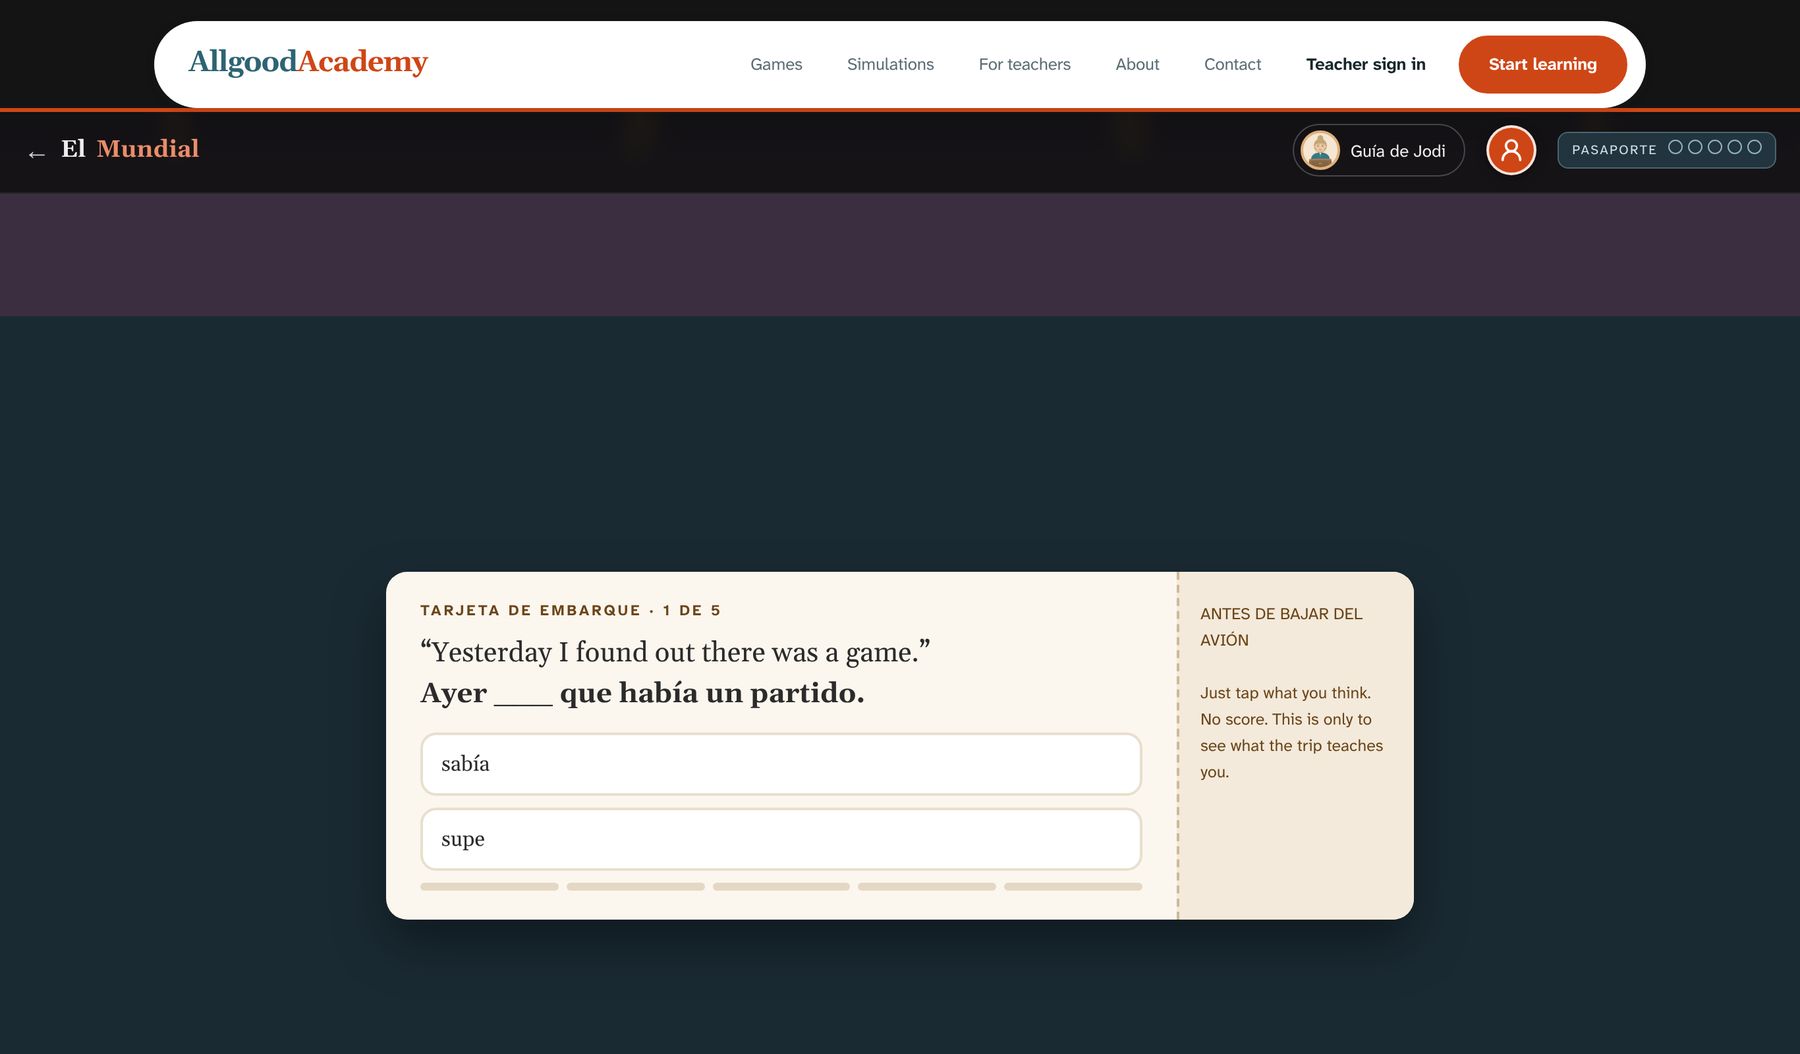 AllgoodAcademy
Games Simulations For teachers About Contact Teacher sign in Start learning
← El Mundial
Guía de Jodi
PASAPORTE
TARJETA DE EMBARQUE · 1 DE 5
“Yesterday I found out there was a game.”
Ayer ____ que había un partido.
sabía
supe
ANTES DE BAJAR DEL
AVIÓN
Just tap what you think.
No score. This is only to
see what the trip teaches
you.